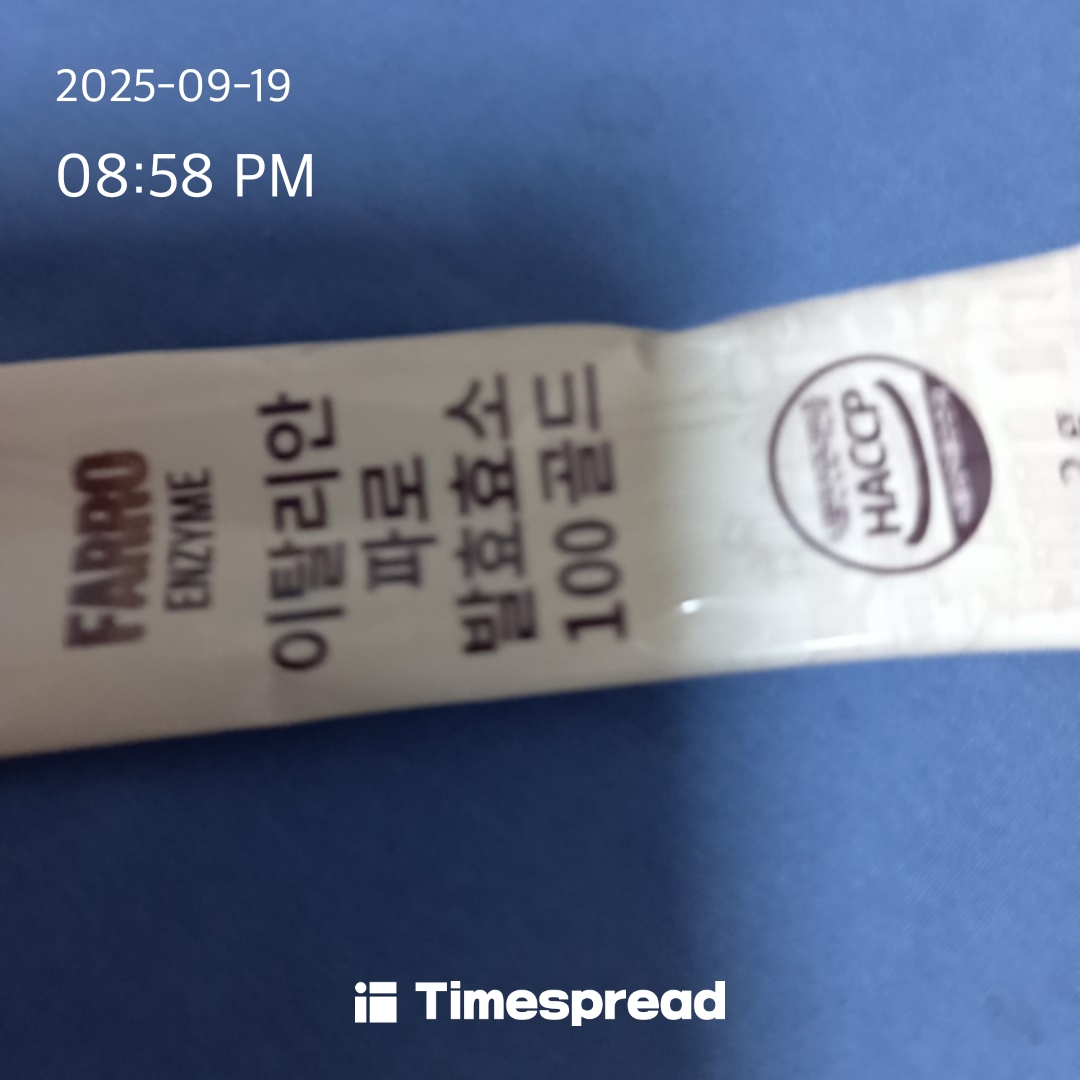 2025-09-19
08:58 PM
FARRO
ENZYME
이탈리안
파로
발효효소
100 골드
HACCP
Timespread